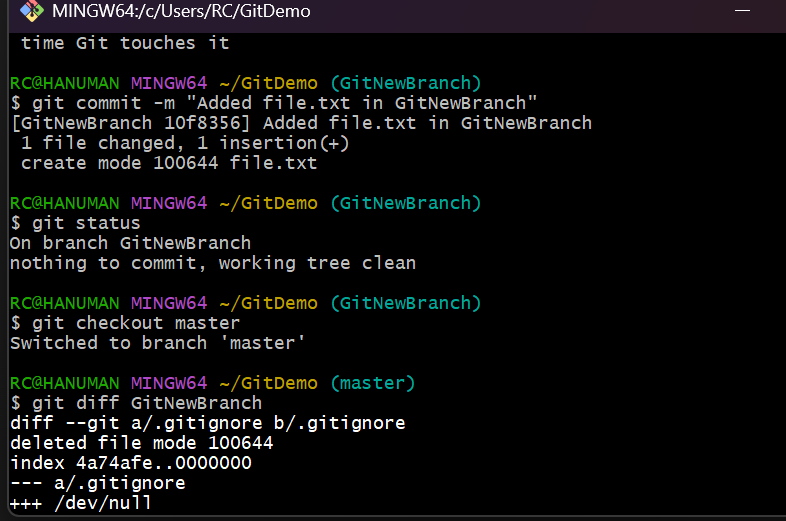 MINGW64:/c/Users/RC/GitDemo
time Git touches it
RC@HANUMAN MINGW64 ~/GitDemo (GitNewBranch)
$ git commit -m "Added file.txt in GitNewBranch"
[GitNewBranch 10f8356] Added file.txt in GitNewBranch
1 file changed, 1 insertion(+)
create mode 100644 file.txt
RC@HANUMAN MINGW64 ~/GitDemo (GitNewBranch)
$ git status
On branch GitNewBranch
nothing to commit, working tree clean
RC@HANUMAN MINGW64 ~/GitDemo (GitNewBranch)
$ git checkout master
Switched to branch 'master'
RC@HANUMAN MINGW64 ~/GitDemo (master)
$ git diff GitNewBranch
diff --git a/.gitignore b/.gitignore
deleted file mode 100644
index 4a74afe..0000000
--- a/.gitignore
+++ /dev/null